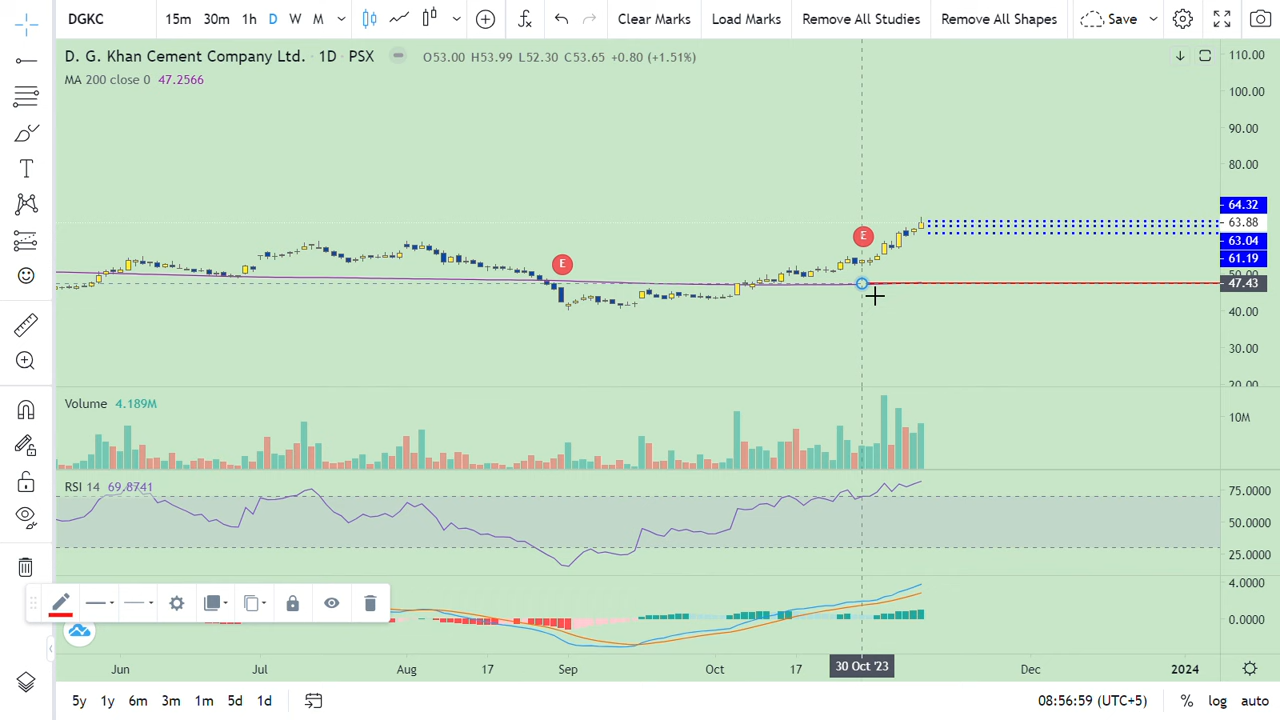 DGKC 15m 30m 1h D W M Clear Marks Load Marks Remove All Studies Remove All Shapes Save
D. G. Khan Cement Company Ltd. · 1D · PSX O53.00 H53.99 L52.30 C53.65 +0.80 (+1.51%)
MA 200 close 0 47.2566
110.00
100.00
90.00
80.00
64.32
63.88
63.04
61.19
50.00
47.43
40.00
30.00
20.00
E
E
Volume 4.189M
10M
RSI 14 69.8741
75.0000
50.0000
25.0000
4.0000
0.0000
Jun Jul Aug 17 Sep Oct 17 30 Oct '23 Dec 2024
5y 1y 6m 3m 1m 5d 1d 08:56:59 (UTC+5) % log auto